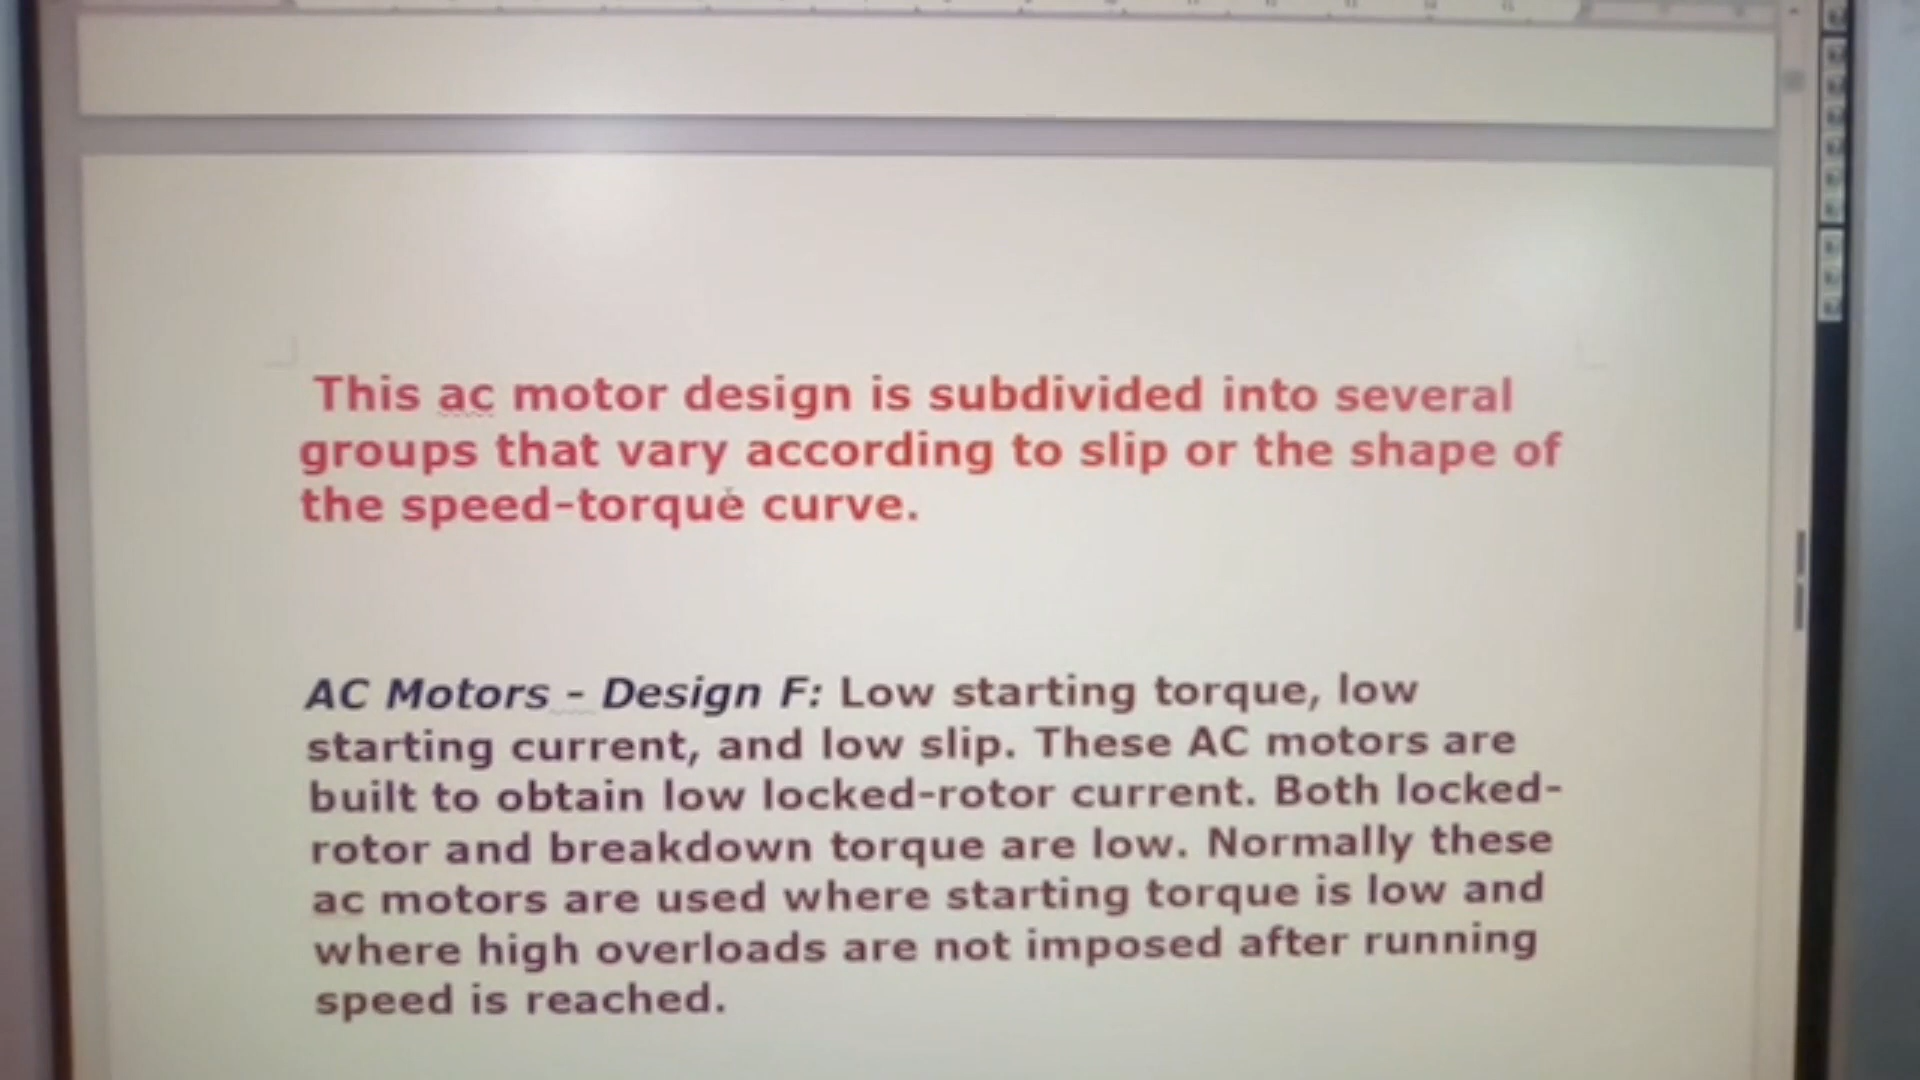 This ac motor design is subdivided into several
groups that vary according to slip or the shape of
the speed-torque curve.
AC Motors - Design F: Low starting torque, low
starting current, and low slip. These AC motors are
built to obtain low locked-rotor current. Both locked-
rotor and breakdown torque are low. Normally these
ac motors are used where starting torque is low and
where high overloads are not imposed after running
speed is reached.